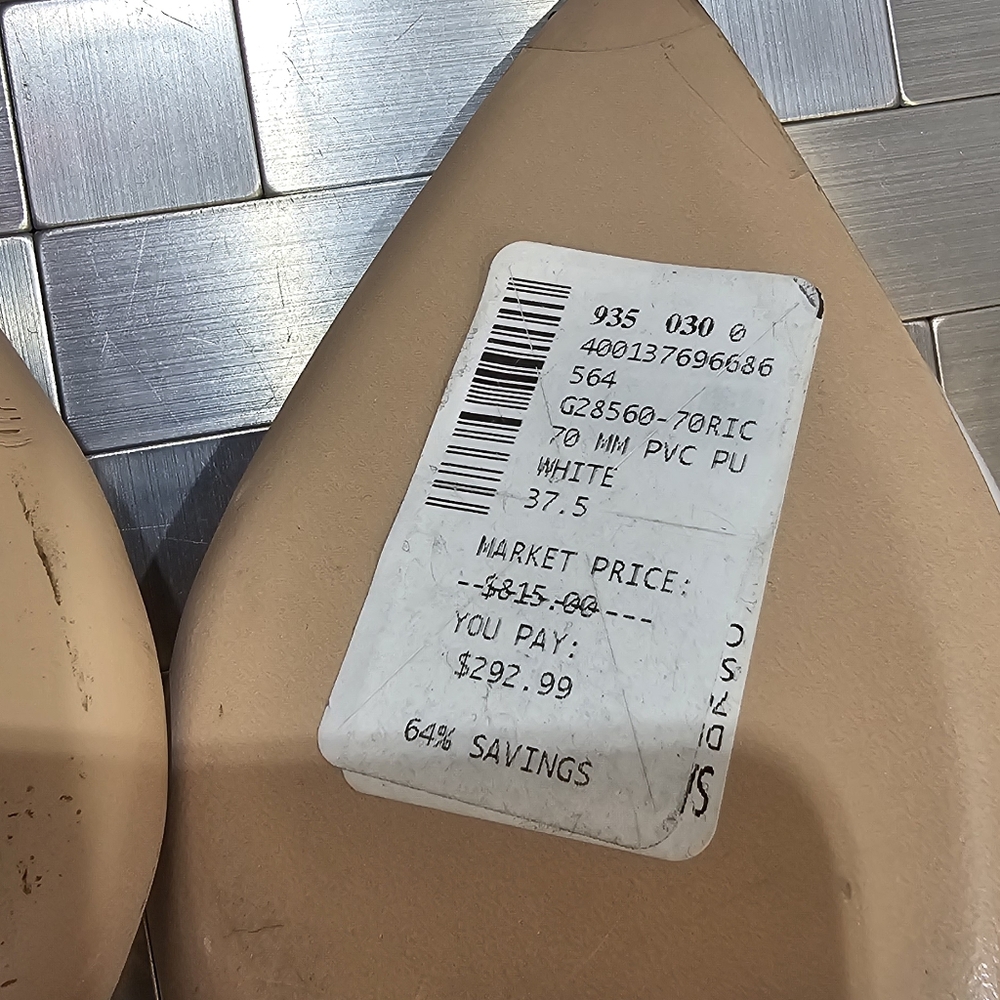 935 030 0
400137696686
564
G28560-70RIC
70 MM PVC PU
WHITE
37.5
MARKET PRICE:
--$815.00----
YOU PAY:
$292.99
64% SAVINGS